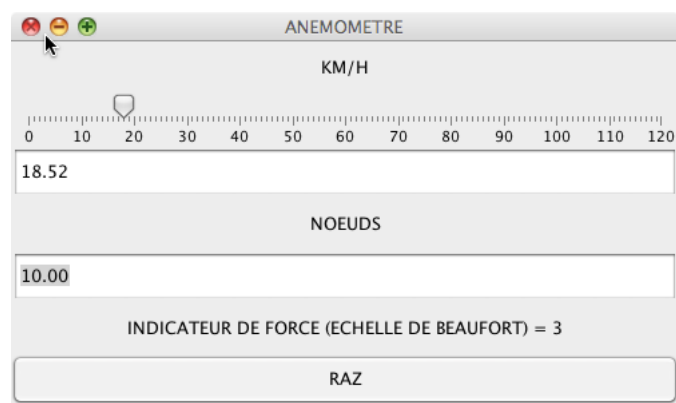 ANEMOMETRE
KM/H
0 10 20 30 40 50 60 70 80 90 100 110 120
18.52
NOEUDS
10.00
INDICATEUR DE FORCE (ECHELLE DE BEAUFORT) = 3
RAZ